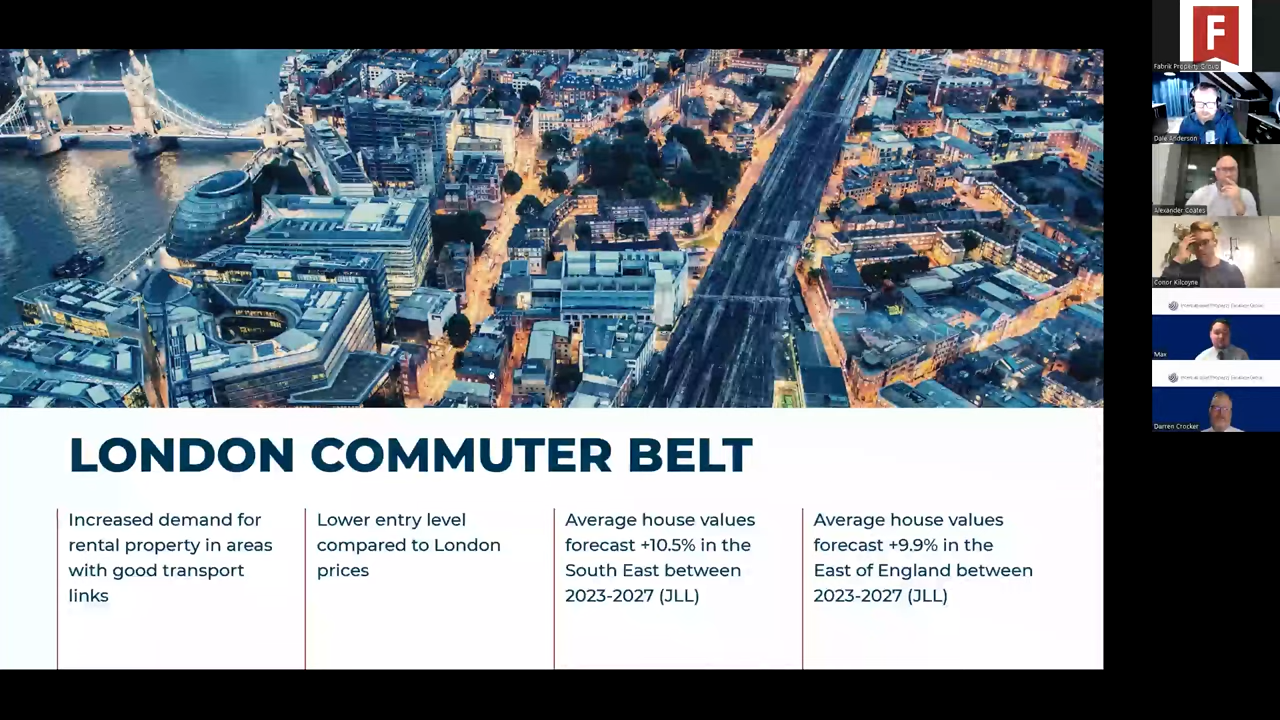 LONDON COMMUTER BELT
Increased demand for
rental property in areas
with good transport
links
Lower entry level
compared to London
prices
Average house values
forecast +10.5% in the
South East between
2023-2027 (JLL)
Average house values
forecast +9.9% in the
East of England between
2023-2027 (JLL)
F
Fabrik Property Group
Dale Anderson
Alexander Coates
Conor Kilcoyne
Max
Darren Crocker